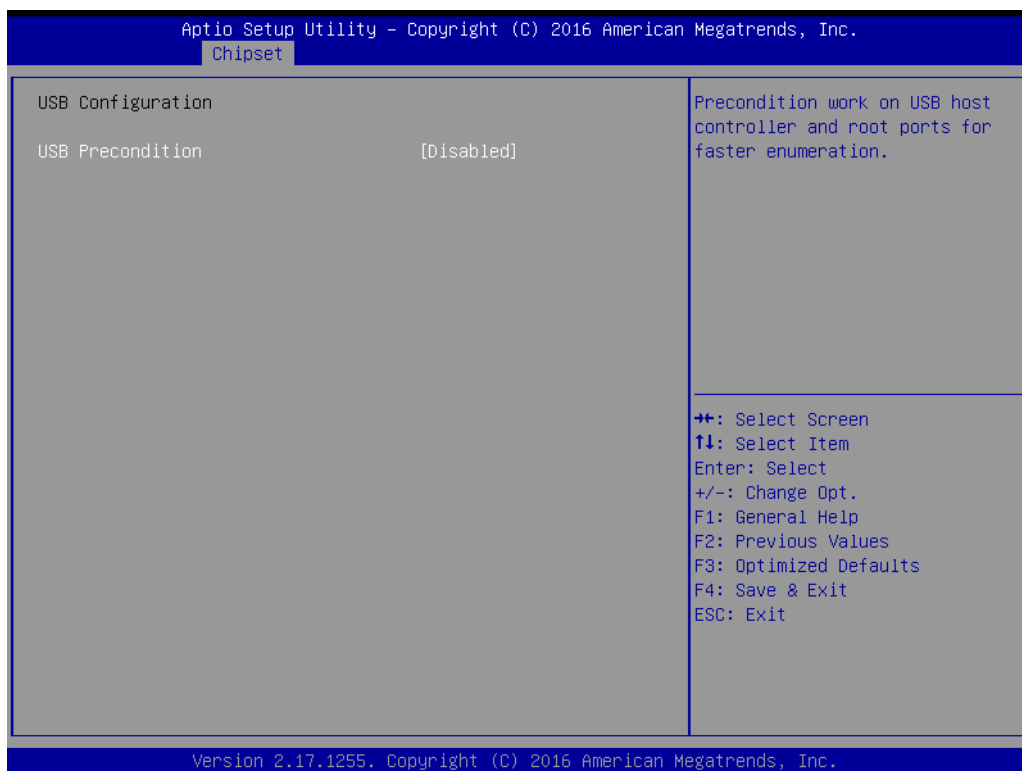 Aptio Setup Utility – Copyright (C) 2016 American Megatrends, Inc.
Chipset
USB Configuration
USB Precondition [Disabled]
Precondition work on USB host
controller and root ports for
faster enumeration.
→←: Select Screen
↑↓: Select Item
Enter: Select
+/-: Change Opt.
F1: General Help
F2: Previous Values
F3: Optimized Defaults
F4: Save & Exit
ESC: Exit
Version 2.17.1255. Copyright (C) 2016 American Megatrends, Inc.